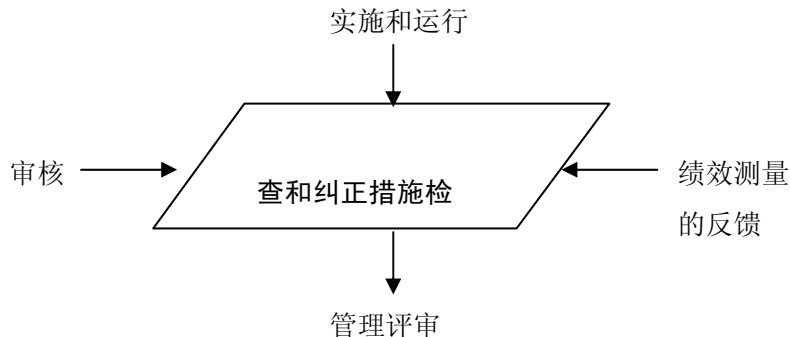 实施和运行
审核
查和纠正措施检
绩效测量
的反馈
管理评审